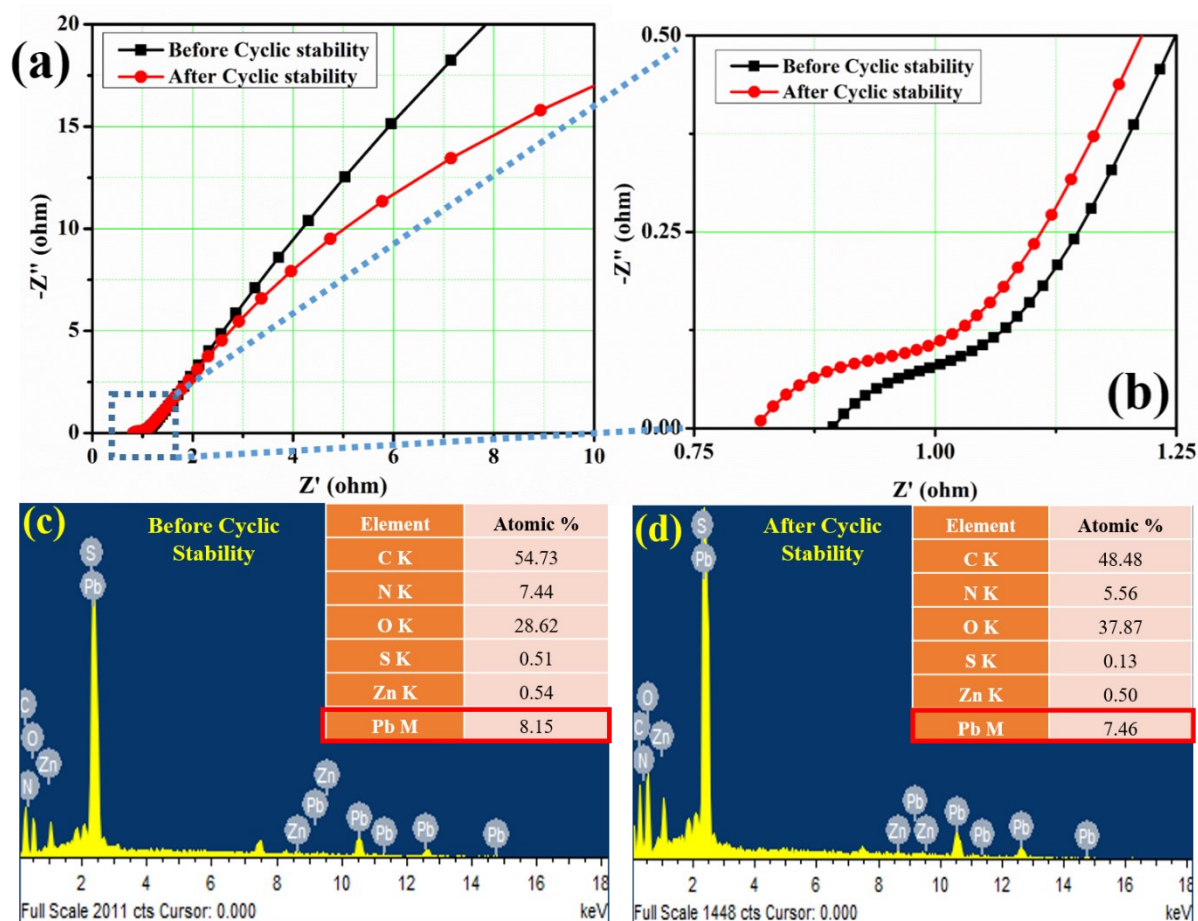 (a)
Before Cyclic stability
After Cyclic stability
20
15
10
5
0
-Z" (ohm)
0 2 4 6 8 10
Z' (ohm)
Before Cyclic stability
After Cyclic stability
0.50
0.25
0.00
-Z" (ohm)
(b)
0.75 1.00 1.25
Z' (ohm)
(c)
Before Cyclic
Stability
Element Atomic %
C K 54.73
N K 7.44
O K 28.62
S K 0.51
Zn K 0.54
Pb M 8.15
S
Pb
C
O
Zn
N
Zn
Pb
Zn
Pb
Pb
Pb
Pb
2 4 6 8 10 12 14 16 18
Full Scale 2011 cts Cursor: 0.000 keV
(d)
After Cyclic
Stability
Element Atomic %
C K 48.48
N K 5.56
O K 37.87
S K 0.13
Zn K 0.50
Pb M 7.46
S
Pb
O
C
Zn
N
Pb
Zn
Zn
Pb
Pb
Pb
Pb
2 4 6 8 10 12 14 16 18
Full Scale 1448 cts Cursor: 0.000 keV